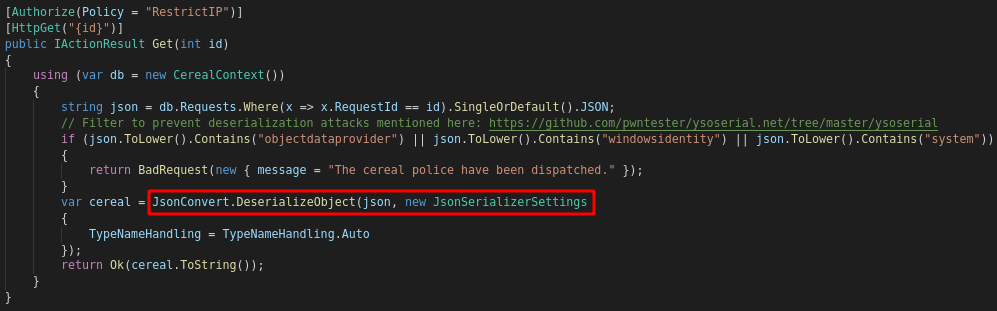 [Authorize(Policy = "RestrictIP")]
[HttpGet("{id}")]
public IActionResult Get(int id)
{
using (var db = new CerealContext())
{
string json = db.Requests.Where(x => x.RequestId == id).SingleOrDefault().JSON;
// Filter to prevent deserialization attacks mentioned here: https://github.com/pwntester/ysoserial.net/tree/master/ysoserial
if (json.ToLower().Contains("objectdataprovider") || json.ToLower().Contains("windowsidentity") || json.ToLower().Contains("system"))
{
return BadRequest(new { message = "The cereal police have been dispatched." });
}
var cereal = JsonConvert.DeserializeObject(json, new JsonSerializerSettings
{
TypeNameHandling = TypeNameHandling.Auto
});
return Ok(cereal.ToString());
}
}